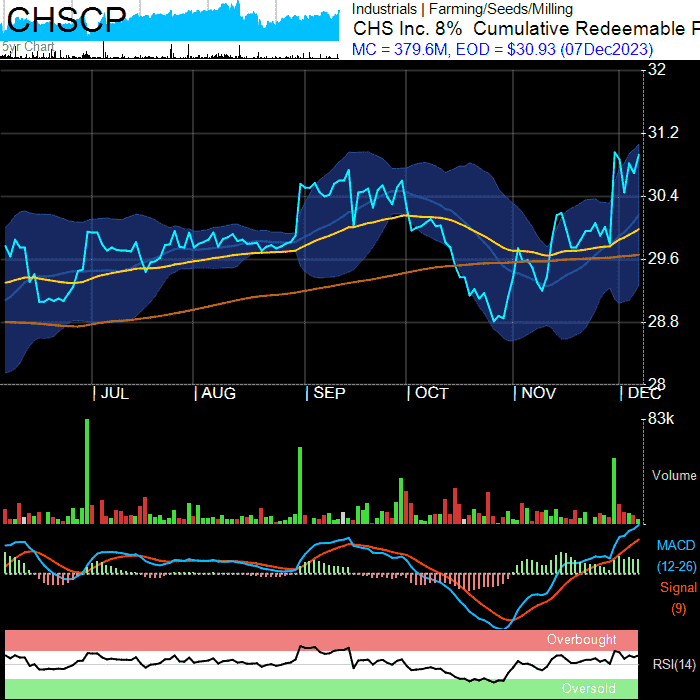 CHSCP
5yr Chart
Industrials | Farming/Seeds/Milling
CHS Inc. 8% Cumulative Redeemable P
MC = 379.6M, EOD = $30.93 (07Dec2023)
32
31.2
30.4
29.6
28.8
28
JUL AUG SEP OCT NOV DEC
83k
Volume
MACD
(12-26)
Signal
(9)
Overbought
RSI(14)
Oversold